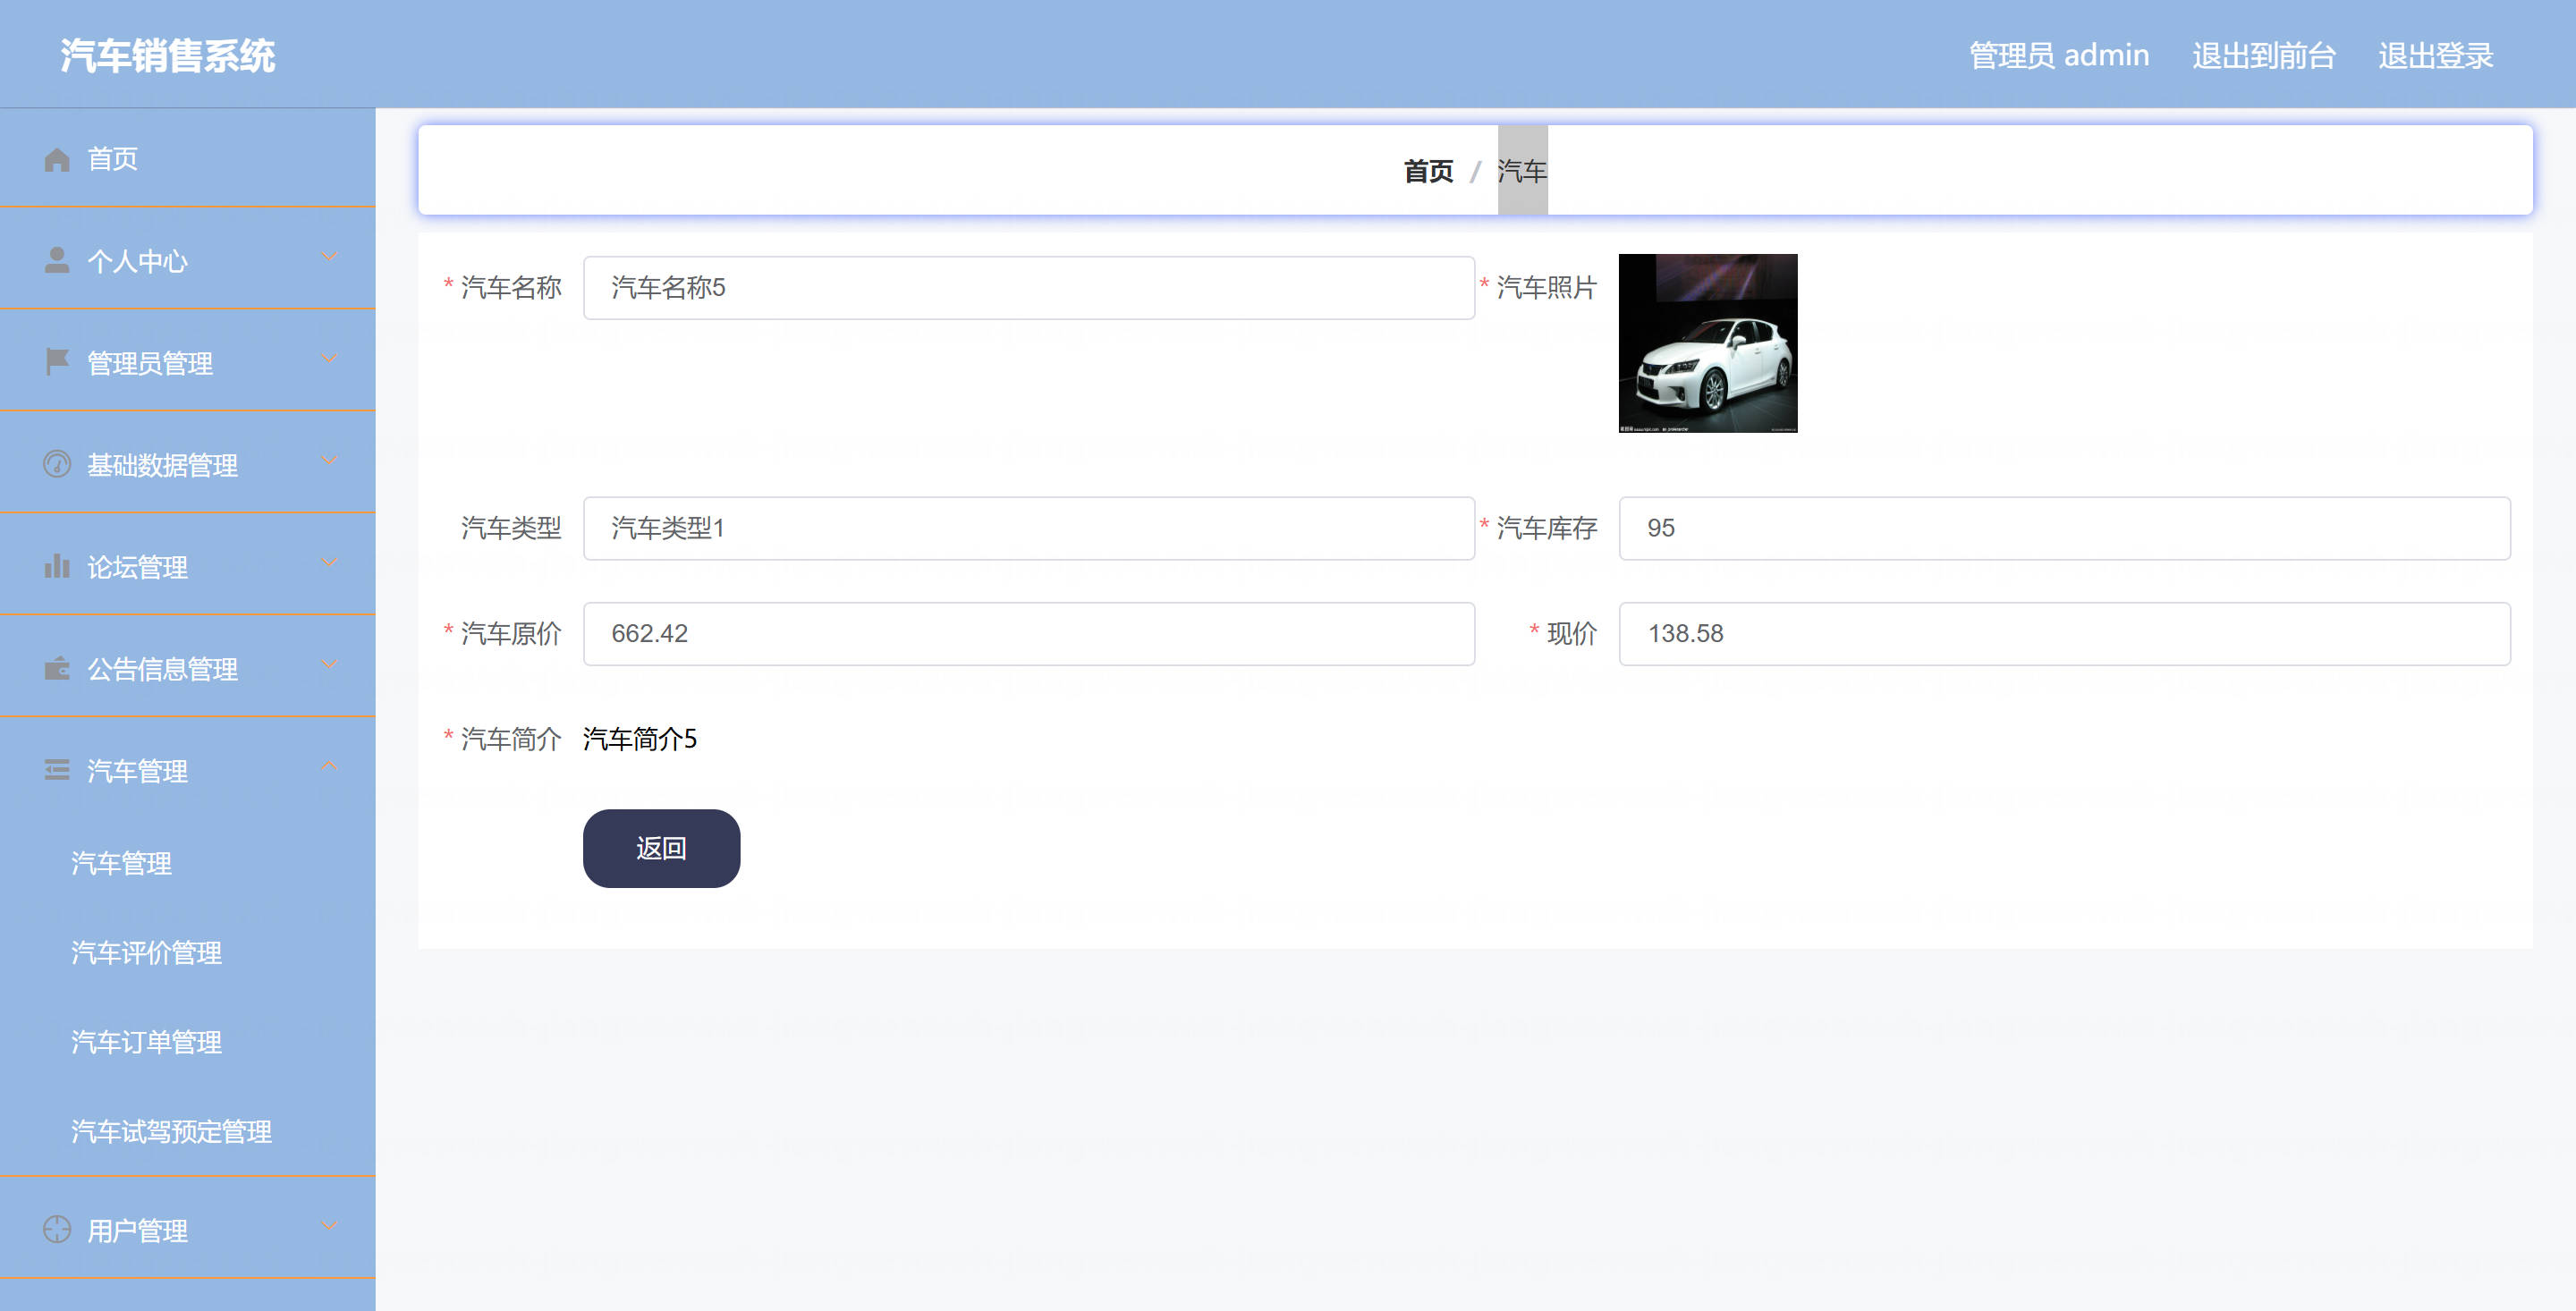 汽车销售系统
管理员 admin
退出到前台
退出登录
首页
个人中心
管理员管理
基础数据管理
论坛管理
公告信息管理
汽车管理
汽车管理
汽车评价管理
汽车订单管理
汽车试驾预定管理
用户管理
首页 / 汽车
* 汽车名称 汽车名称5
* 汽车照片
汽车类型 汽车类型1
* 汽车库存 95
* 汽车原价 662.42
* 现价 138.58
* 汽车简介 汽车简介5
返回